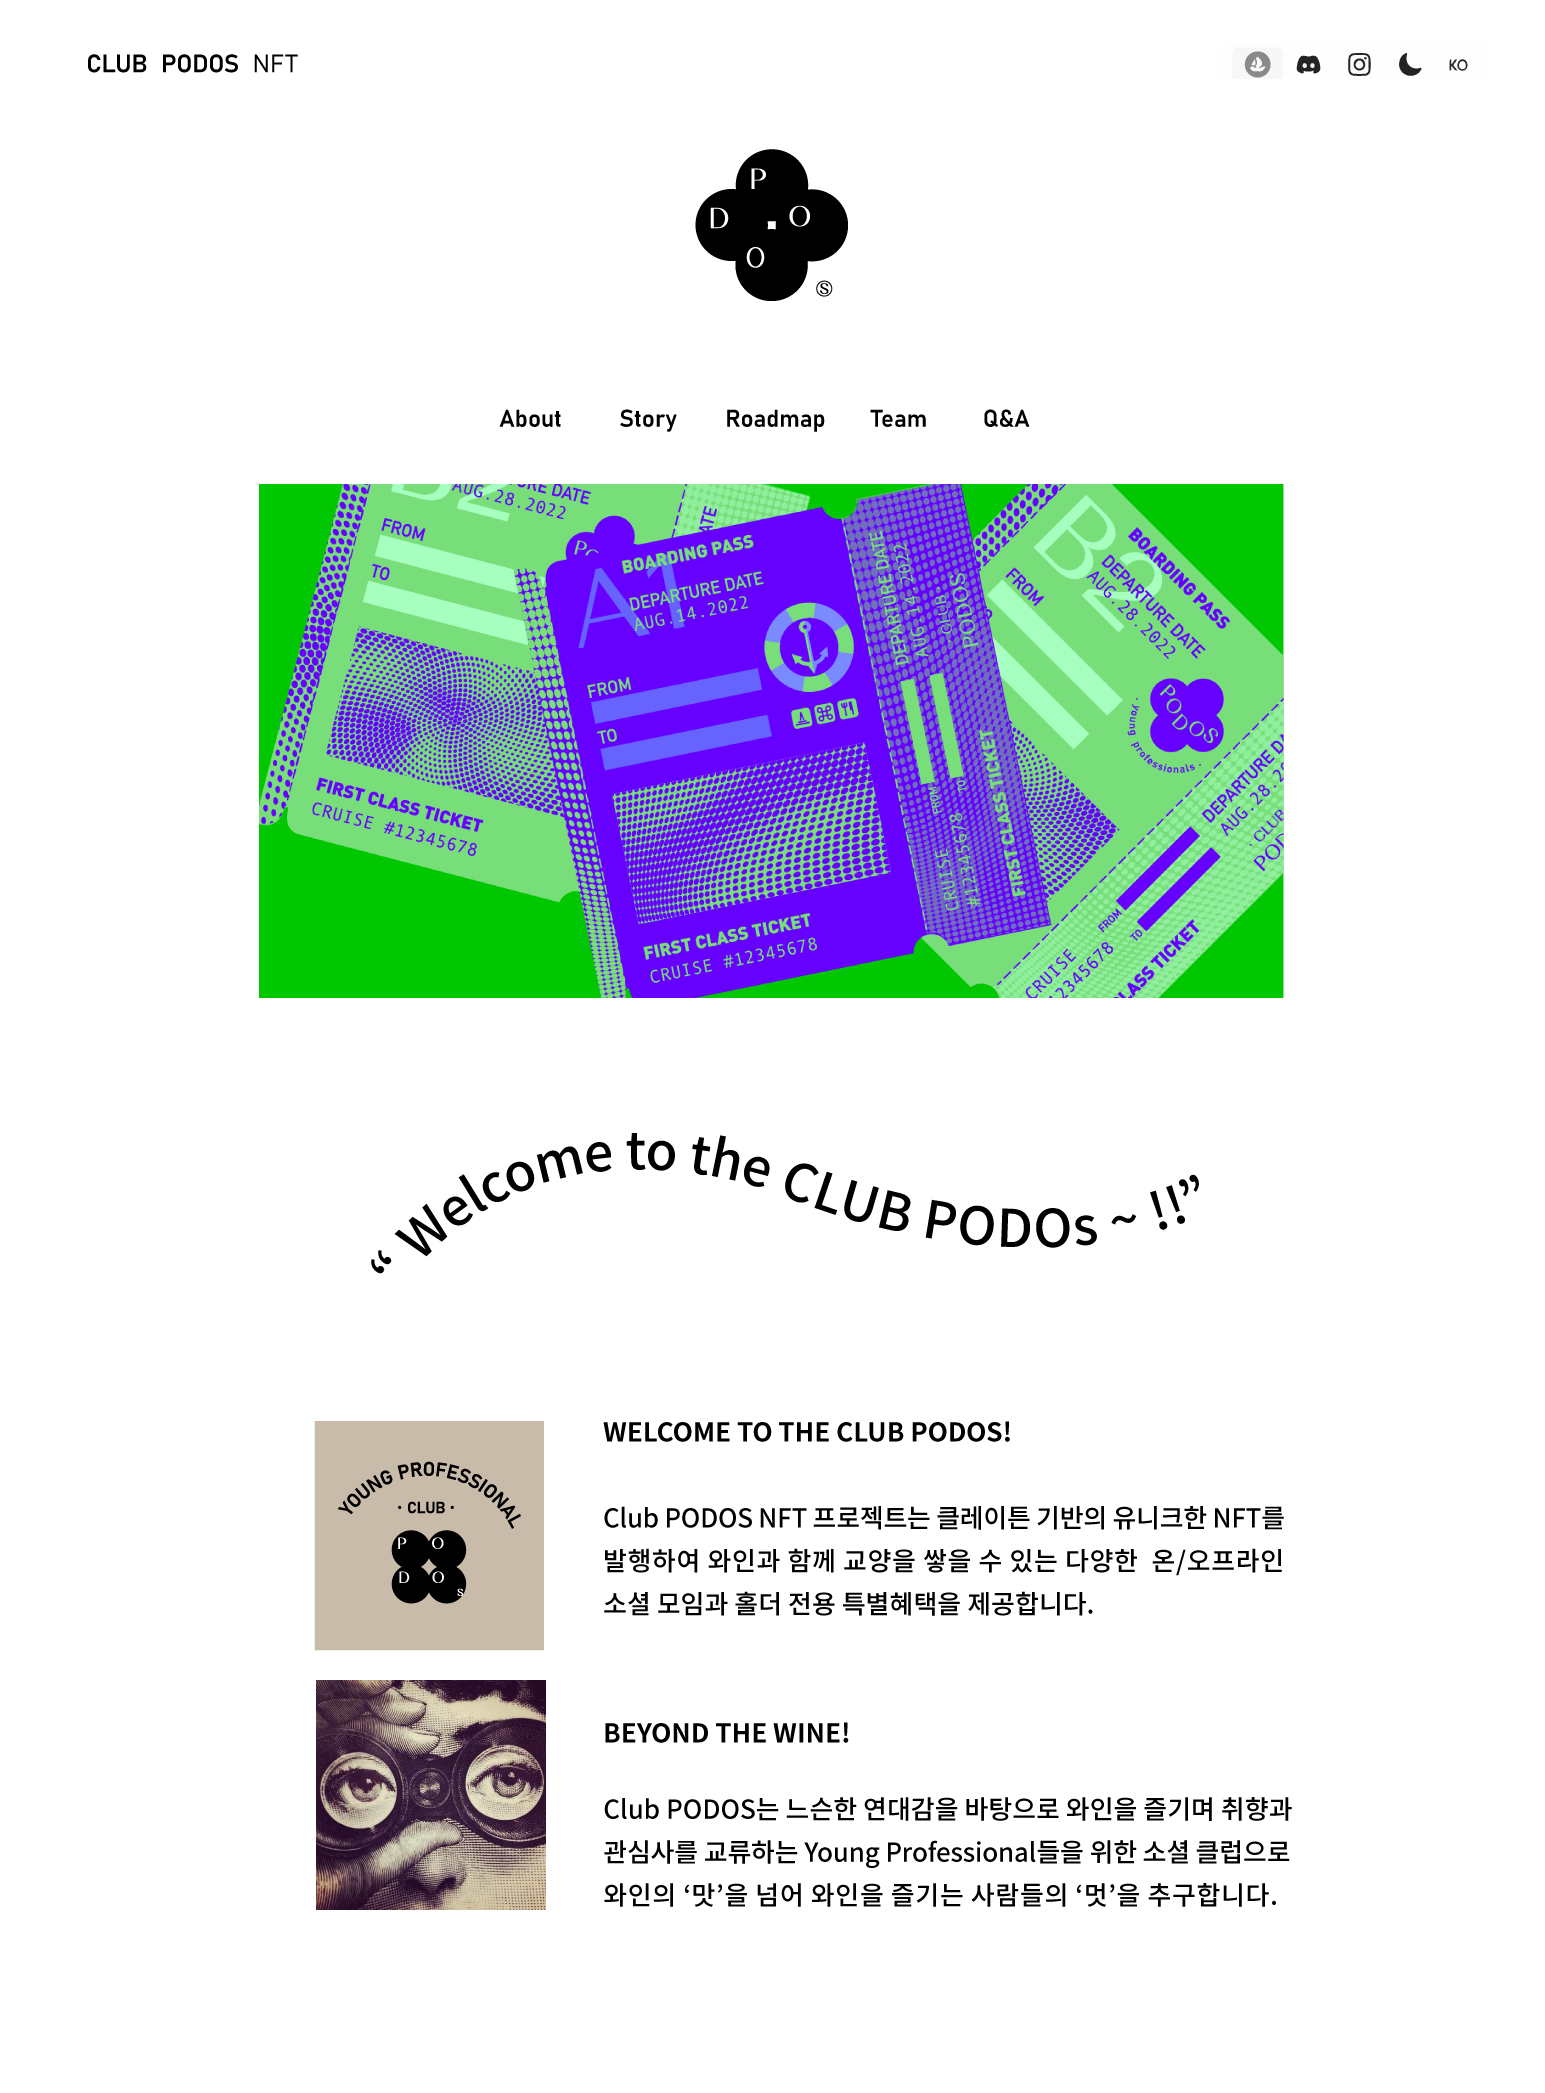 CLUB PODOS NFT
KO
P
D O
O
Ⓢ
About Story Roadmap Team Q&A
B2
DEPARTURE DATE
AUG.28.2022
FROM
TO
FIRST CLASS TICKET
CRUISE #12345678
A1
BOARDING PASS
DEPARTURE DATE
AUG.14.2022
FROM
TO
FIRST CLASS TICKET
CRUISE #12345678
DEPARTURE DATE
AUG.14.2022
CLUB
PODOS
FROM
TO
CRUISE
#12345678
FIRST CLASS TICKET
B2
BOARDING PASS
DEPARTURE DATE
AUG.28.2022
FROM
PODOS
· young professionals ·
DEPARTURE DA
AUG.28.20
· CLUB
POD
FROM
TO
CRUISE
12345678
CLASS TICKET
“ Welcome to the CLUB PODOs ~ !!”
YOUNG PROFESSIONAL
· CLUB ·
P O
D O
s
WELCOME TO THE CLUB PODOS!
Club PODOS NFT 프로젝트는 클레이튼 기반의 유니크한 NFT를
발행하여 와인과 함께 교양을 쌓을 수 있는 다양한 온/오프라인
소셜 모임과 홀더 전용 특별혜택을 제공합니다.
BEYOND THE WINE!
Club PODOS는 느슨한 연대감을 바탕으로 와인을 즐기며 취향과
관심사를 교류하는 Young Professional들을 위한 소셜 클럽으로
와인의 ‘맛’을 넘어 와인을 즐기는 사람들의 ‘멋’을 추구합니다.